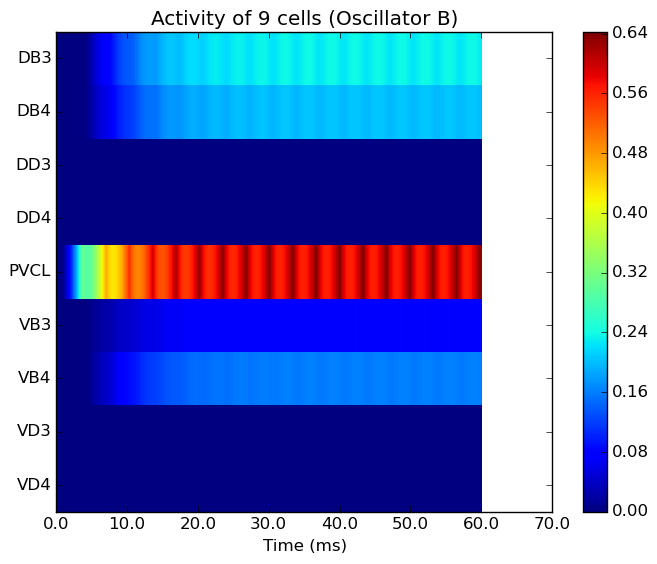 Activity of 9 cells (Oscillator B)
DB3
DB4
DD3
DD4
PVCL
VB3
VB4
VD3
VD4
0.0 10.0 20.0 30.0 40.0 50.0 60.0 70.0
Time (ms)
0.64
0.56
0.48
0.40
0.32
0.24
0.16
0.08
0.00